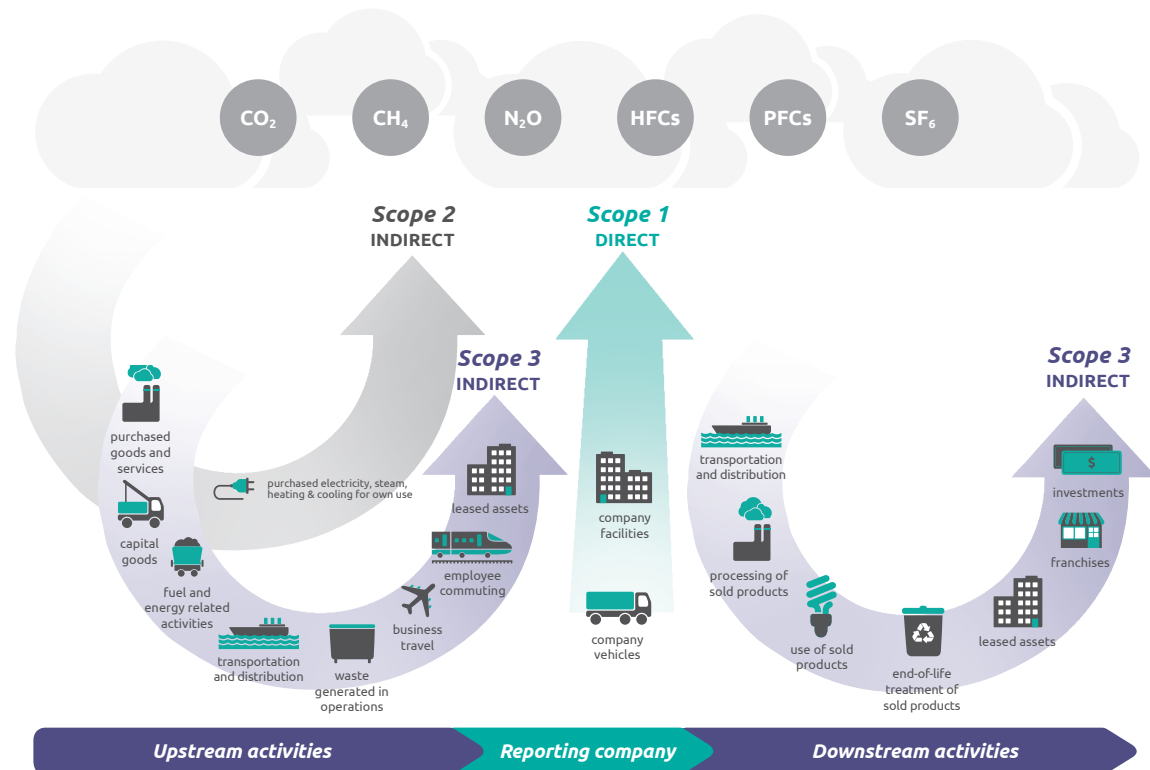 CO₂
CH₄
N₂O
HFCs
PFCs
SF₆
Scope 2
INDIRECT
Scope 1
DIRECT
Scope 3
INDIRECT
Scope 3
INDIRECT
purchased
goods and
services
capital
goods
fuel and
energy related
activities
purchased electricity, steam,
heating & cooling for own use
transportation
and distribution
waste
generated in
operations
business
travel
employee
commuting
leased assets
company
facilities
company
vehicles
transportation
and distribution
processing of
sold products
use of sold
products
end-of-life
treatment of
sold products
leased assets
franchises
$
investments
Upstream activities
Reporting company
Downstream activities